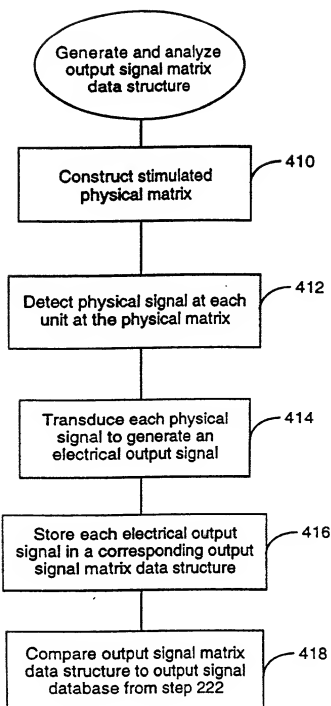 Generate and analyze
output signal matrix
data structure
Construct stimulated
physical matrix
410
Detect physical signal at each
unit at the physical matrix
412
Transduce each physical
signal to generate an
electrical output signal
414
Store each electrical output
signal in a corresponding output
signal matrix data structure
416
Compare output signal matrix
data structure to output signal
database from step 222
418